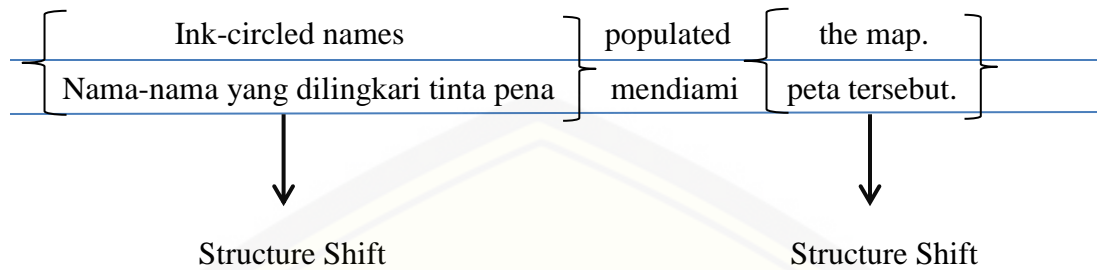 Ink-circled names populated the map.
Nama-nama yang dilingkari tinta pena mendiami peta tersebut.
Structure Shift Structure Shift